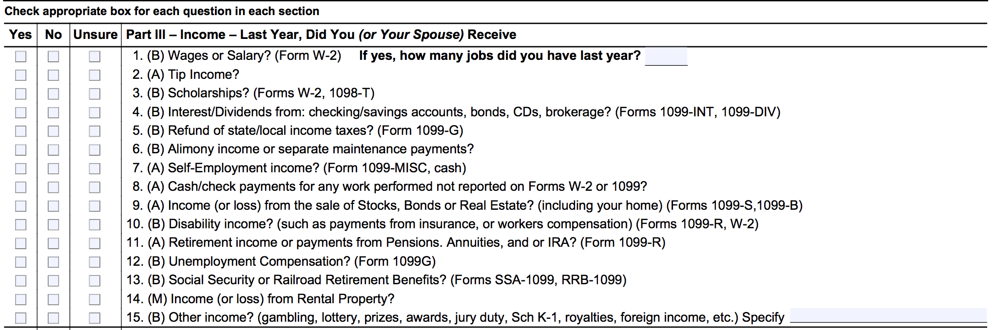 Check appropriate box for each question in each section
Yes No Unsure Part III – Income – Last Year, Did You (or Your Spouse) Receive
1. (B) Wages or Salary? (Form W-2) If yes, how many jobs did you have last year?
2. (A) Tip Income?
3. (B) Scholarships? (Forms W-2, 1098-T)
4. (B) Interest/Dividends from: checking/savings accounts, bonds, CDs, brokerage? (Forms 1099-INT, 1099-DIV)
5. (B) Refund of state/local income taxes? (Form 1099-G)
6. (B) Alimony income or separate maintenance payments?
7. (A) Self-Employment income? (Form 1099-MISC, cash)
8. (A) Cash/check payments for any work performed not reported on Forms W-2 or 1099?
9. (A) Income (or loss) from the sale of Stocks, Bonds or Real Estate? (including your home) (Forms 1099-S,1099-B)
10. (B) Disability income? (such as payments from insurance, or workers compensation) (Forms 1099-R, W-2)
11. (A) Retirement income or payments from Pensions. Annuities, and or IRA? (Form 1099-R)
12. (B) Unemployment Compensation? (Form 1099G)
13. (B) Social Security or Railroad Retirement Benefits? (Forms SSA-1099, RRB-1099)
14. (M) Income (or loss) from Rental Property?
15. (B) Other income? (gambling, lottery, prizes, awards, jury duty, Sch K-1, royalties, foreign income, etc.) Specify